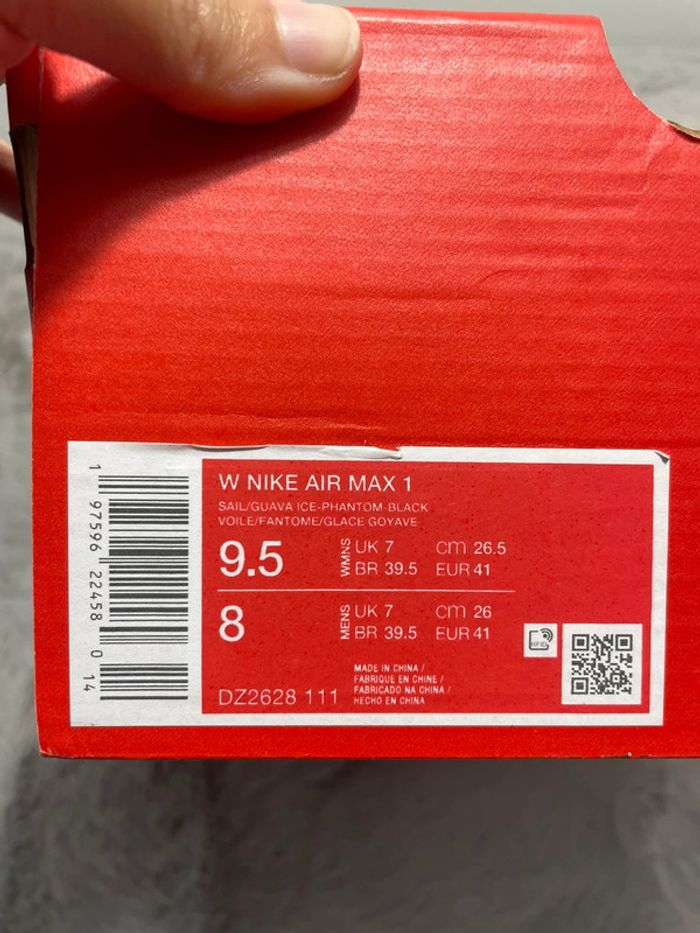 W NIKE AIR MAX 1
SAIL/GUAVA ICE-PHANTOM-BLACK
VOILE/FANTOME/GLACE GOYAVE
9.5 WMNS UK 7 cm 26.5
BR 39.5 EUR 41
8 MENS UK 7 cm 26
BR 39.5 EUR 41
MADE IN CHINA /
FABRIQUE EN CHINE /
FABRICADO NA CHINA /
HECHO EN CHINA
DZ2628 111
1 97596 22458 0 14